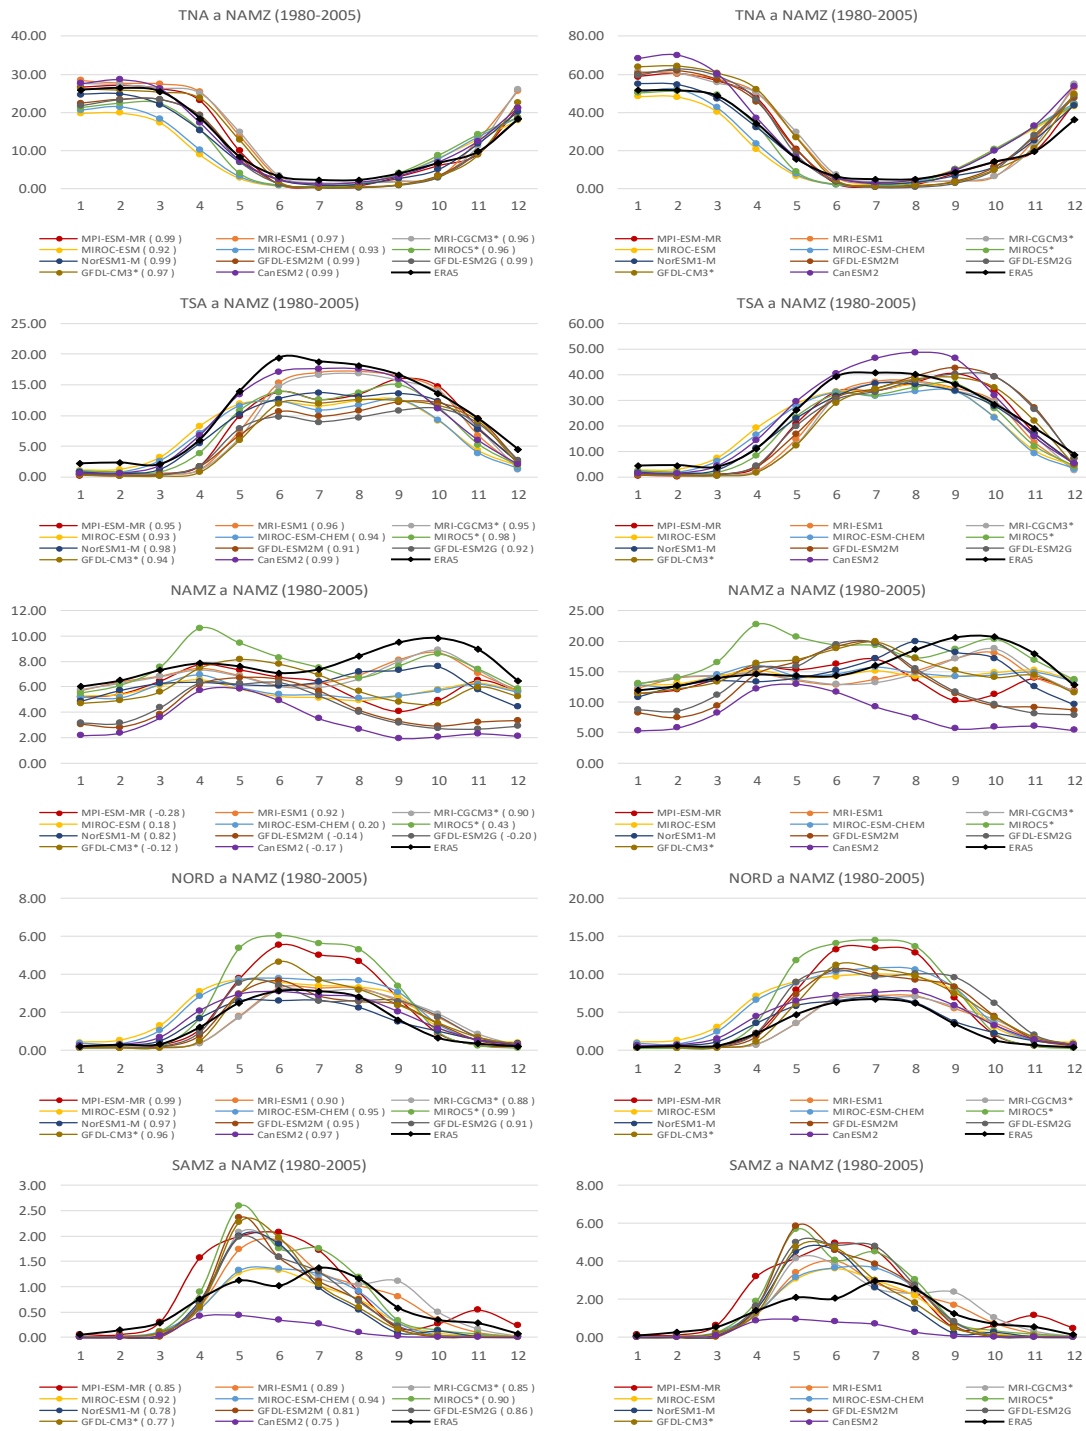 TNA a NAMZ (1980-2005)
40.00
30.00
20.00
10.00
0.00
1 2 3 4 5 6 7 8 9 10 11 12
MPI-ESM-MR ( 0.99 ) MRI-ESM1 ( 0.97 ) MRI-CGCM3* ( 0.96 )
MIROC-ESM ( 0.92 ) MIROC-ESM-CHEM ( 0.93 ) MIROC5* ( 0.96 )
NorESM1-M ( 0.99 ) GFDL-ESM2M ( 0.99 ) GFDL-ESM2G ( 0.99 )
GFDL-CM3* ( 0.97 ) CanESM2 ( 0.99 ) ERA5
TNA a NAMZ (1980-2005)
80.00
60.00
40.00
20.00
0.00
1 2 3 4 5 6 7 8 9 10 11 12
MPI-ESM-MR MRI-ESM1 MRI-CGCM3*
MIROC-ESM MIROC-ESM-CHEM MIROC5*
NorESM1-M GFDL-ESM2M GFDL-ESM2G
GFDL-CM3* CanESM2 ERA5
TSA a NAMZ (1980-2005)
25.00
20.00
15.00
10.00
5.00
0.00
1 2 3 4 5 6 7 8 9 10 11 12
MPI-ESM-MR ( 0.95 ) MRI-ESM1 ( 0.96 ) MRI-CGCM3* ( 0.95 )
MIROC-ESM ( 0.93 ) MIROC-ESM-CHEM ( 0.94 ) MIROC5* ( 0.98 )
NorESM1-M ( 0.98 ) GFDL-ESM2M ( 0.91 ) GFDL-ESM2G ( 0.92 )
GFDL-CM3* ( 0.94 ) CanESM2 ( 0.99 ) ERA5
TSA a NAMZ (1980-2005)
60.00
50.00
40.00
30.00
20.00
10.00
0.00
1 2 3 4 5 6 7 8 9 10 11 12
MPI-ESM-MR MRI-ESM1 MRI-CGCM3*
MIROC-ESM MIROC-ESM-CHEM MIROC5*
NorESM1-M GFDL-ESM2M GFDL-ESM2G
GFDL-CM3* CanESM2 ERA5
NAMZ a NAMZ (1980-2005)
12.00
10.00
8.00
6.00
4.00
2.00
0.00
1 2 3 4 5 6 7 8 9 10 11 12
MPI-ESM-MR ( -0.28 ) MRI-ESM1 ( 0.92 ) MRI-CGCM3* ( 0.90 )
MIROC-ESM ( 0.18 ) MIROC-ESM-CHEM ( 0.20 ) MIROC5* ( 0.43 )
NorESM1-M ( 0.82 ) GFDL-ESM2M ( -0.14 ) GFDL-ESM2G ( -0.20 )
GFDL-CM3* ( -0.12 ) CanESM2 ( -0.17 ) ERA5
NAMZ a NAMZ (1980-2005)
25.00
20.00
15.00
10.00
5.00
0.00
1 2 3 4 5 6 7 8 9 10 11 12
MPI-ESM-MR MRI-ESM1 MRI-CGCM3*
MIROC-ESM MIROC-ESM-CHEM MIROC5*
NorESM1-M GFDL-ESM2M GFDL-ESM2G
GFDL-CM3* CanESM2 ERA5
NORD a NAMZ (1980-2005)
8.00
6.00
4.00
2.00
0.00
1 2 3 4 5 6 7 8 9 10 11 12
MPI-ESM-MR ( 0.99 ) MRI-ESM1 ( 0.90 ) MRI-CGCM3* ( 0.88 )
MIROC-ESM ( 0.92 ) MIROC-ESM-CHEM ( 0.95 ) MIROC5* ( 0.99 )
NorESM1-M ( 0.97 ) GFDL-ESM2M ( 0.95 ) GFDL-ESM2G ( 0.91 )
GFDL-CM3* ( 0.96 ) CanESM2 ( 0.97 ) ERA5
NORD a NAMZ (1980-2005)
20.00
15.00
10.00
5.00
0.00
1 2 3 4 5 6 7 8 9 10 11 12
MPI-ESM-MR MRI-ESM1 MRI-CGCM3*
MIROC-ESM MIROC-ESM-CHEM MIROC5*
NorESM1-M GFDL-ESM2M GFDL-ESM2G
GFDL-CM3* CanESM2 ERA5
SAMZ a NAMZ (1980-2005)
3.00
2.50
2.00
1.50
1.00
0.50
0.00
1 2 3 4 5 6 7 8 9 10 11 12
MPI-ESM-MR ( 0.85 ) MRI-ESM1 ( 0.89 ) MRI-CGCM3* ( 0.85 )
MIROC-ESM ( 0.92 ) MIROC-ESM-CHEM ( 0.94 ) MIROC5* ( 0.90 )
NorESM1-M ( 0.78 ) GFDL-ESM2M ( 0.81 ) GFDL-ESM2G ( 0.86 )
GFDL-CM3* ( 0.77 ) CanESM2 ( 0.75 ) ERA5
SAMZ a NAMZ (1980-2005)
8.00
6.00
4.00
2.00
0.00
1 2 3 4 5 6 7 8 9 10 11 12
MPI-ESM-MR MRI-ESM1 MRI-CGCM3*
MIROC-ESM MIROC-ESM-CHEM MIROC5*
NorESM1-M GFDL-ESM2M GFDL-ESM2G
GFDL-CM3* CanESM2 ERA5